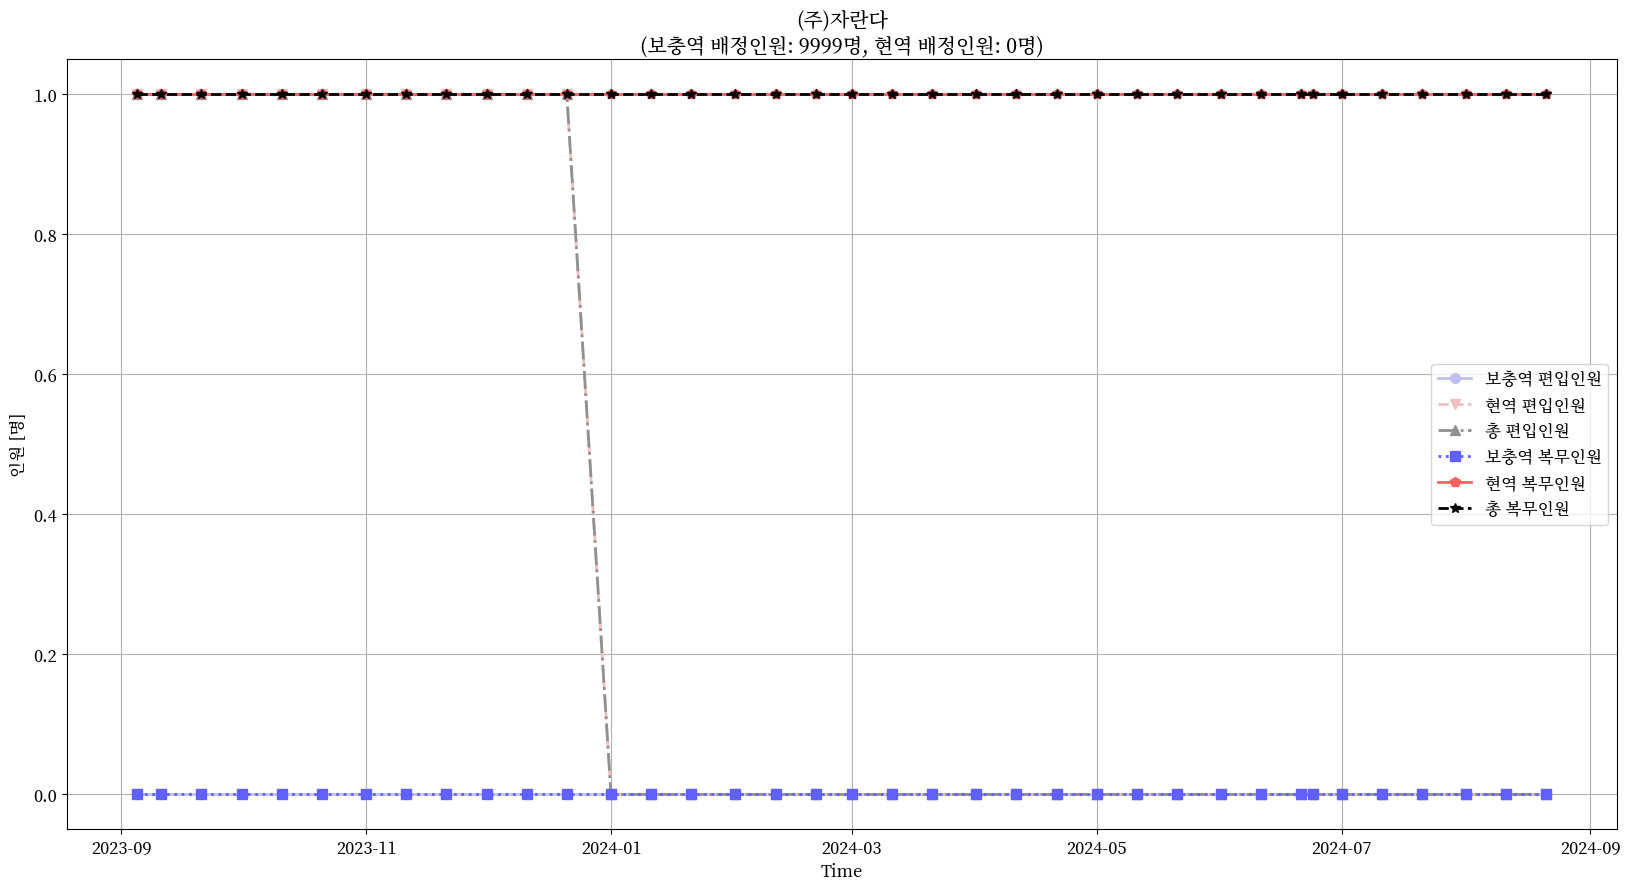 (주)자란다
(보충역 배정인원: 9999명, 현역 배정인원: 0명)
인원 [명]
1.0
0.8
0.6
0.4
0.2
0.0
보충역 편입인원
현역 편입인원
총 편입인원
보충역 복무인원
현역 복무인원
총 복무인원
2023-09 2023-11 2024-01 2024-03 2024-05 2024-07 2024-09
Time